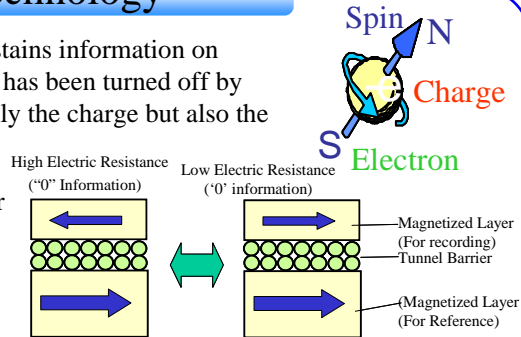 echnology
stains information on
has been turned off by
ly the charge but also the
r
Spin
N
Charge
S
Electron
High Electric Resistance
("0" Information)
Low Electric Resistance
('0' information)
Magnetized Layer
(For recording)
Tunnel Barrier
(Magnetized Layer
(For Reference)